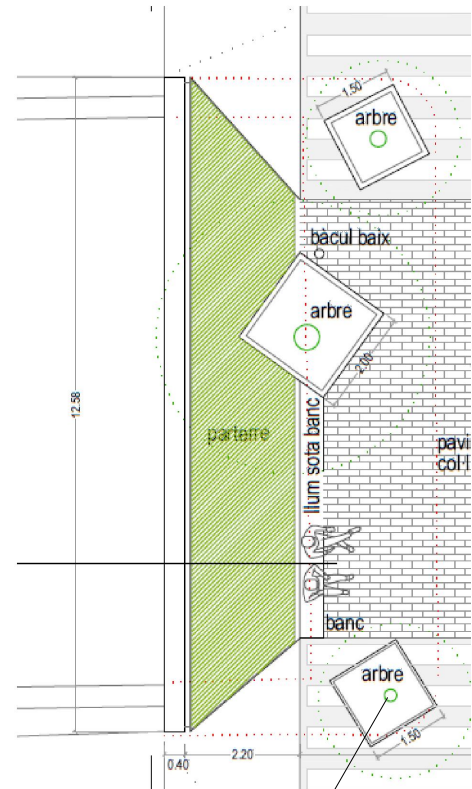 1.50
arbre
bàcul baix
arbre
2.00
12.58
llum sota banc
parterre
pavi
col·l
banc
arbre
1.50
0.40
2.20